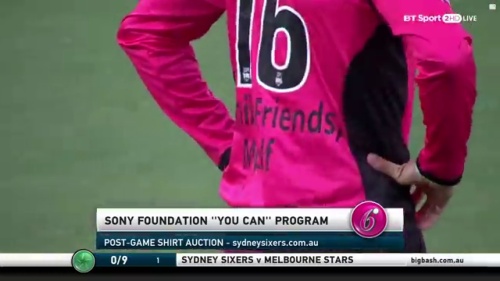 BT Sport 2HD LIVE
16
Friends,
SONY FOUNDATION "YOU CAN" PROGRAM
6
POST-GAME SHIRT AUCTION - sydneysixers.com.au
0/9 1 SYDNEY SIXERS v MELBOURNE STARS bigbash.com.au